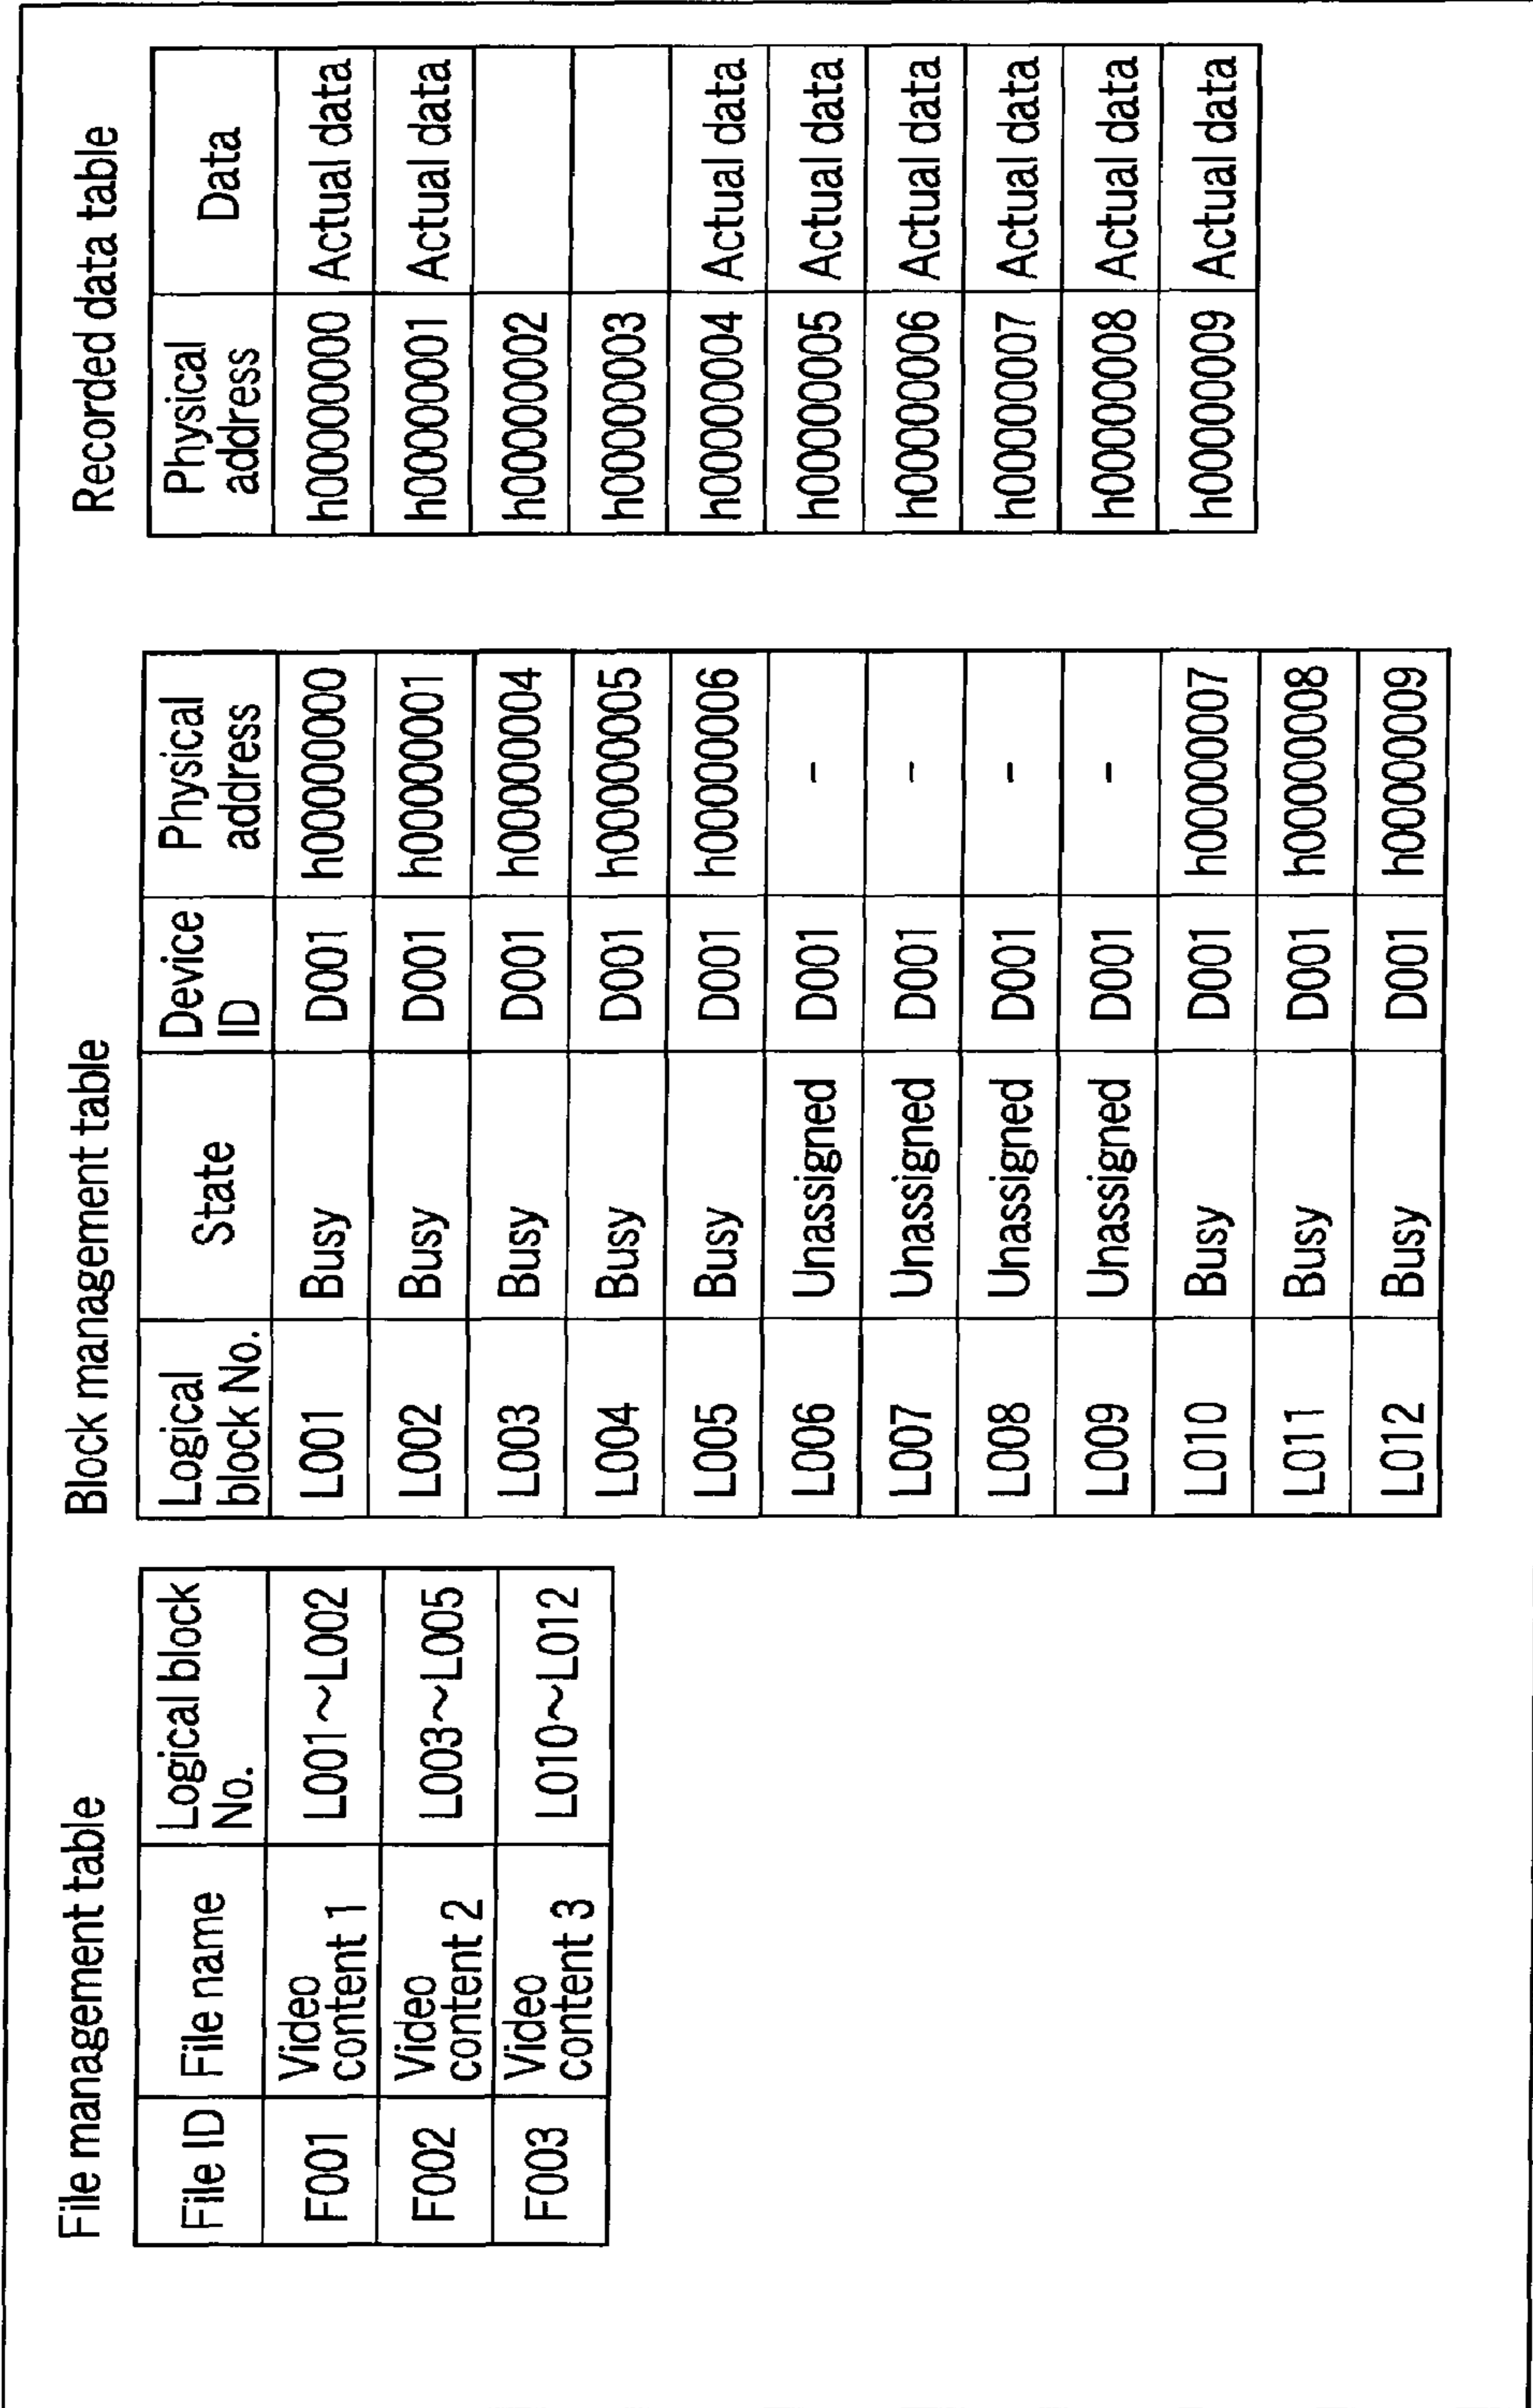 File management table
File ID File name Logical block No.
F001 Video content 1 L001~L002
F002 Video content 2 L003~L005
F003 Video content 3 L010~L012
Block management table
Logical block No. State Device ID Physical address
L001 Busy D001 h00000000
L002 Busy D001 h00000001
L003 Busy D001 h00000004
L004 Busy D001 h00000005
L005 Busy D001 h00000006
L006 Unassigned D001 -
L007 Unassigned D001 -
L008 Unassigned D001 -
L009 Unassigned D001 -
L010 Busy D001 h00000007
L011 Busy D001 h00000008
L012 Busy D001 h00000009
Recorded data table
Physical address Data
h00000000 Actual data
h00000001 Actual data
h00000002
h00000003
h00000004 Actual data
h00000005 Actual data
h00000006 Actual data
h00000007 Actual data
h00000008 Actual data
h00000009 Actual data